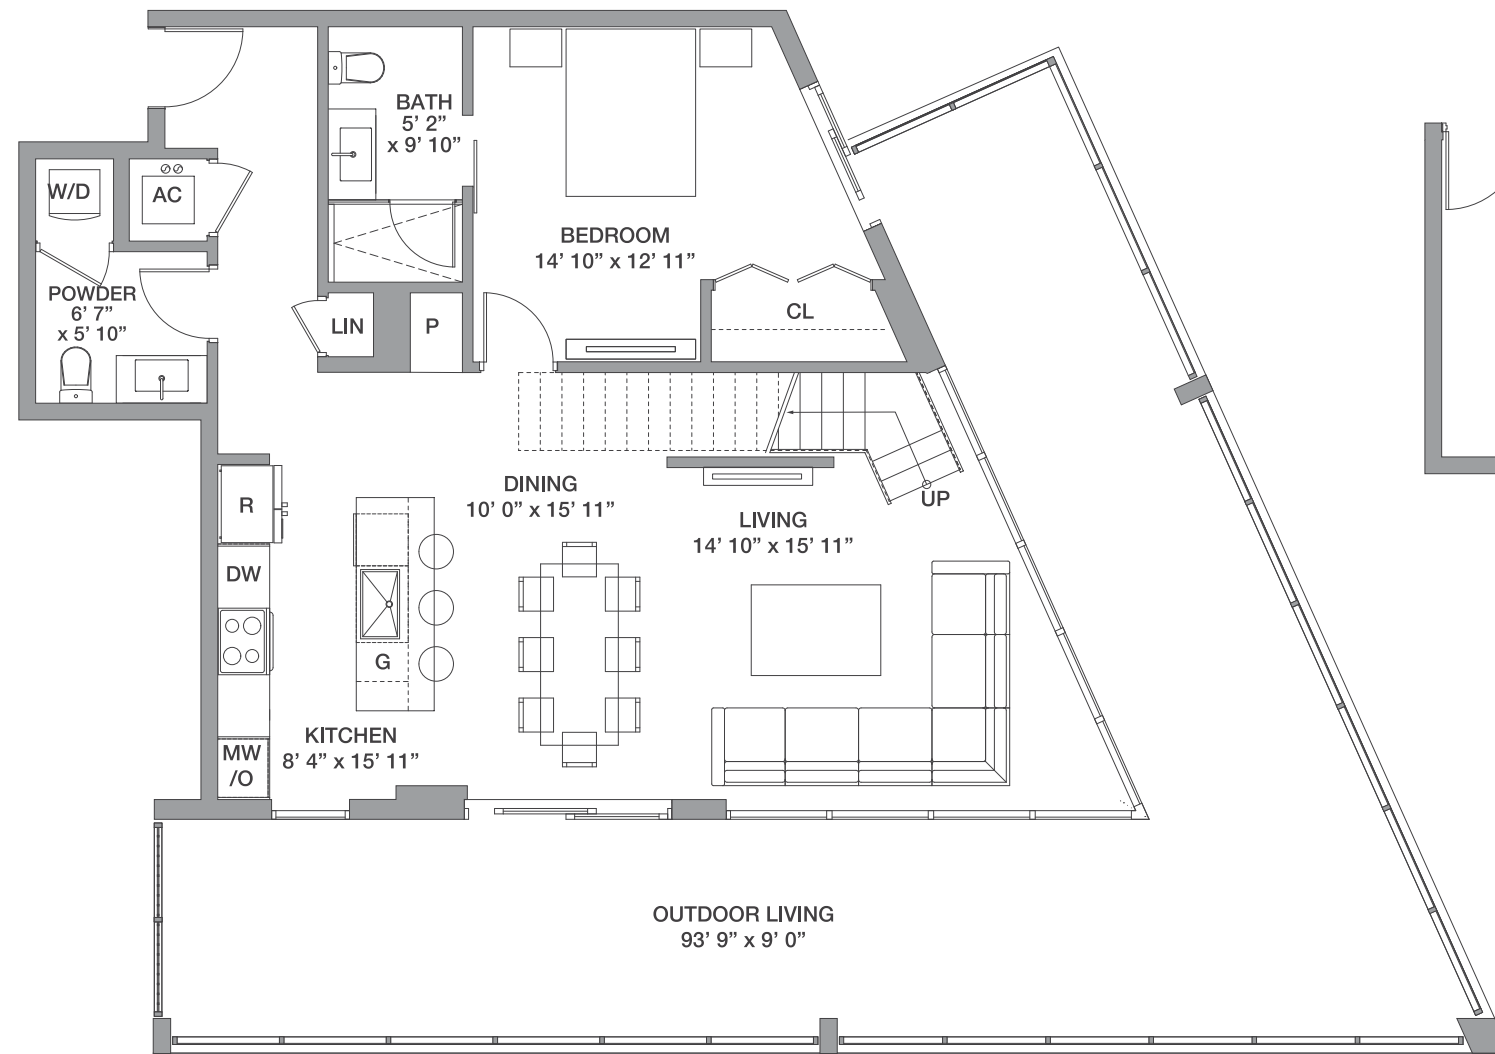 BATH
5’ 2”
x 9’ 10”
W/D
AC
BEDROOM
14’ 10” x 12’ 11”
POWDER
6’ 7”
x 5’ 10”
LIN
P
CL
DINING
10’ 0” x 15’ 11”
R
UP
LIVING
14’ 10” x 15’ 11”
DW
G
KITCHEN
8’ 4” x 15’ 11”
MW
/O
OUTDOOR LIVING
93’ 9” x 9’ 0”